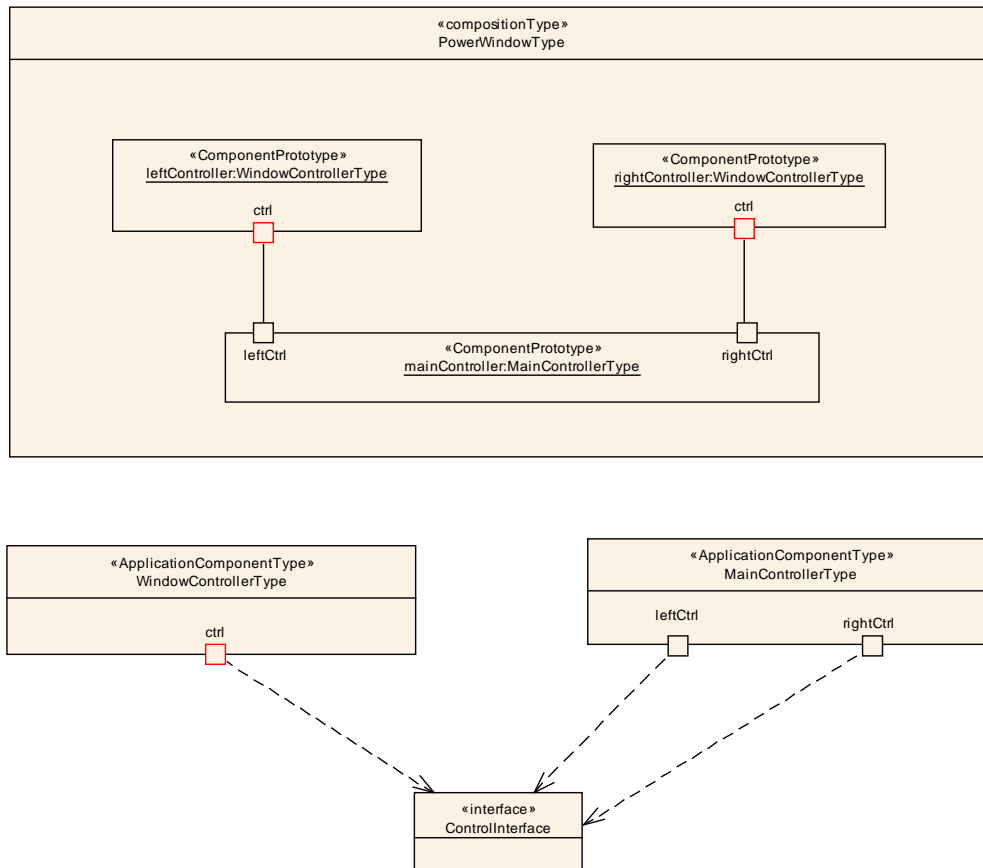 «compositionType»
PowerWindowType
«ComponentPrototype»
leftController:WindowControllerType
ctrl
«ComponentPrototype»
rightController:WindowControllerType
ctrl
leftCtrl
«ComponentPrototype»
mainController:MainControllerType
rightCtrl
«ApplicationComponentType»
WindowControllerType
ctrl
«ApplicationComponentType»
MainControllerType
leftCtrl
rightCtrl
«interface»
ControlInterface